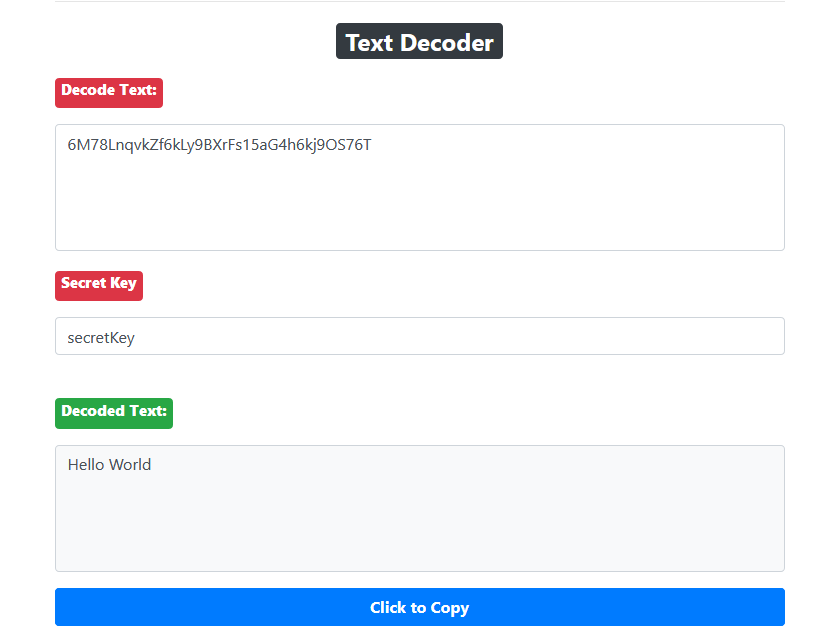 Text Decoder
Decode Text:
6M78LnqvkZf6kLy9BXrFs15aG4h6kj9OS76T
Secret Key
secretKey
Decoded Text:
Hello World
Click to Copy